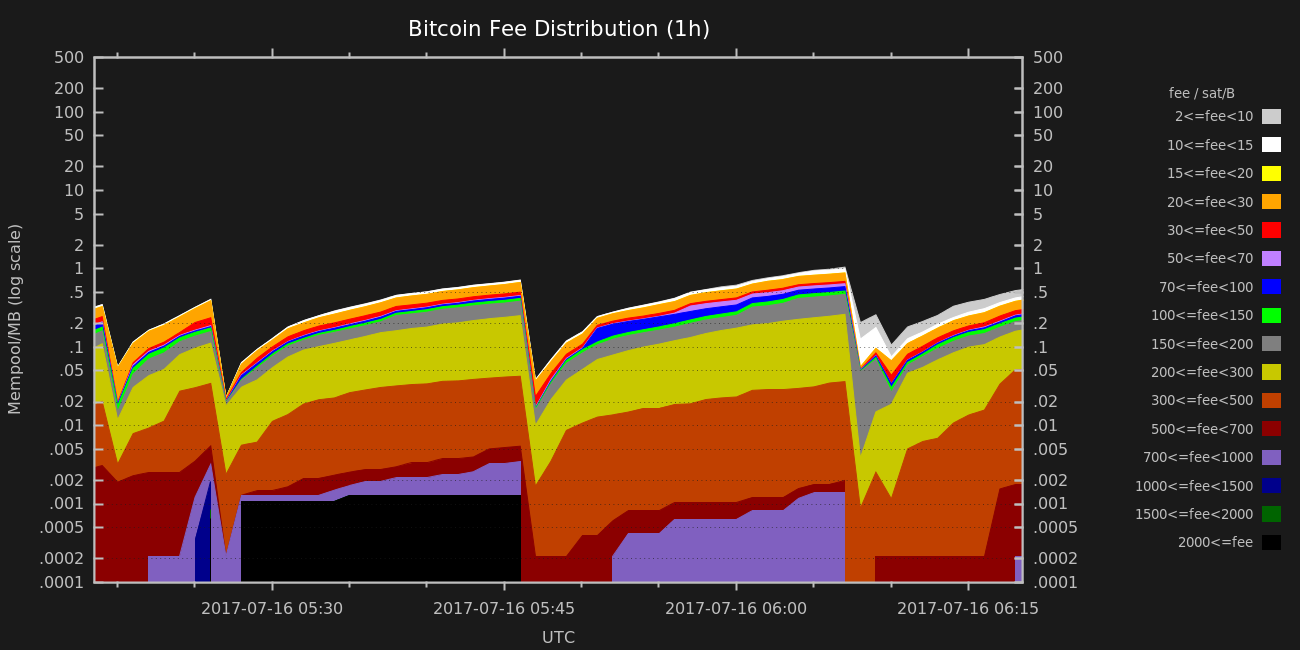 Bitcoin Fee Distribution (1h)
Mempool/MB (log scale)
500
200
100
50
20
10
5
2
1
.5
.2
.1
.05
.02
.01
.005
.002
.001
.0005
.0002
.0001
500
200
100
50
20
10
5
2
1
.5
.2
.1
.05
.02
.01
.005
.002
.001
.0005
.0002
.0001
2017-07-16 05:30
2017-07-16 05:45
2017-07-16 06:00
2017-07-16 06:15
UTC
fee / sat/B
2<=fee<10
10<=fee<15
15<=fee<20
20<=fee<30
30<=fee<50
50<=fee<70
70<=fee<100
100<=fee<150
150<=fee<200
200<=fee<300
300<=fee<500
500<=fee<700
700<=fee<1000
1000<=fee<1500
1500<=fee<2000
2000<=fee